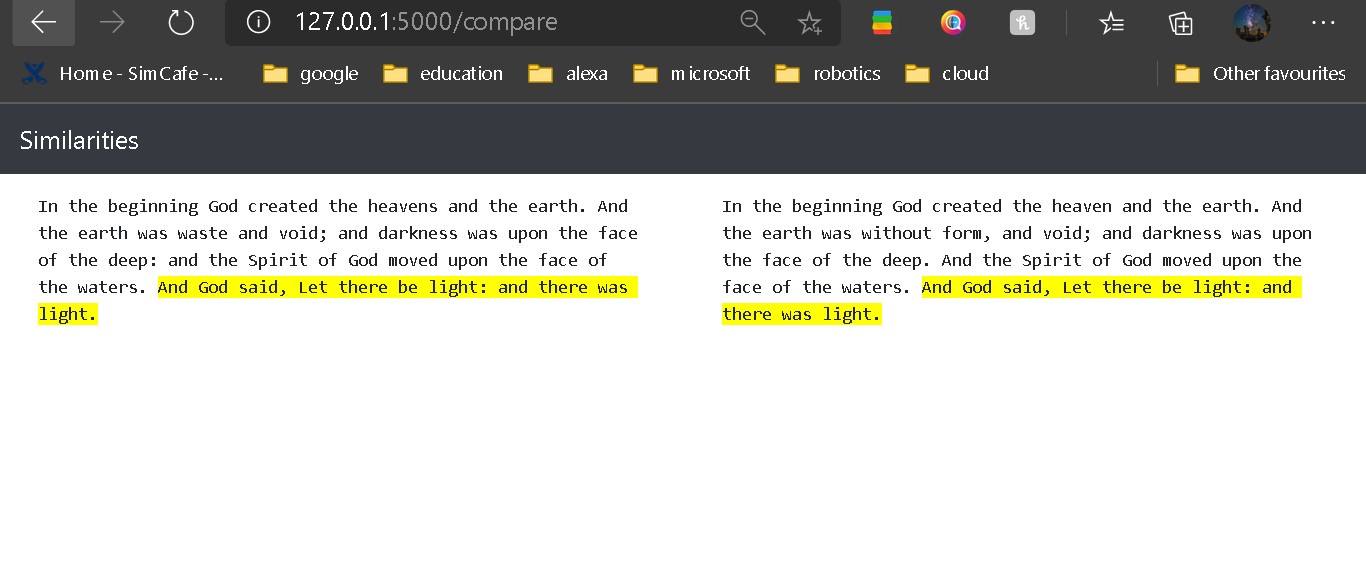 127.0.0.1:5000/compare
Home - SimCafe -...
google
education
alexa
microsoft
robotics
cloud
Other favourites
Similarities
In the beginning God created the heavens and the earth. And
the earth was waste and void; and darkness was upon the face
of the deep: and the Spirit of God moved upon the face of
the waters. And God said, Let there be light: and there was
light.
In the beginning God created the heaven and the earth. And
the earth was without form, and void; and darkness was upon
the face of the deep. And the Spirit of God moved upon the
face of the waters. And God said, Let there be light: and
there was light.